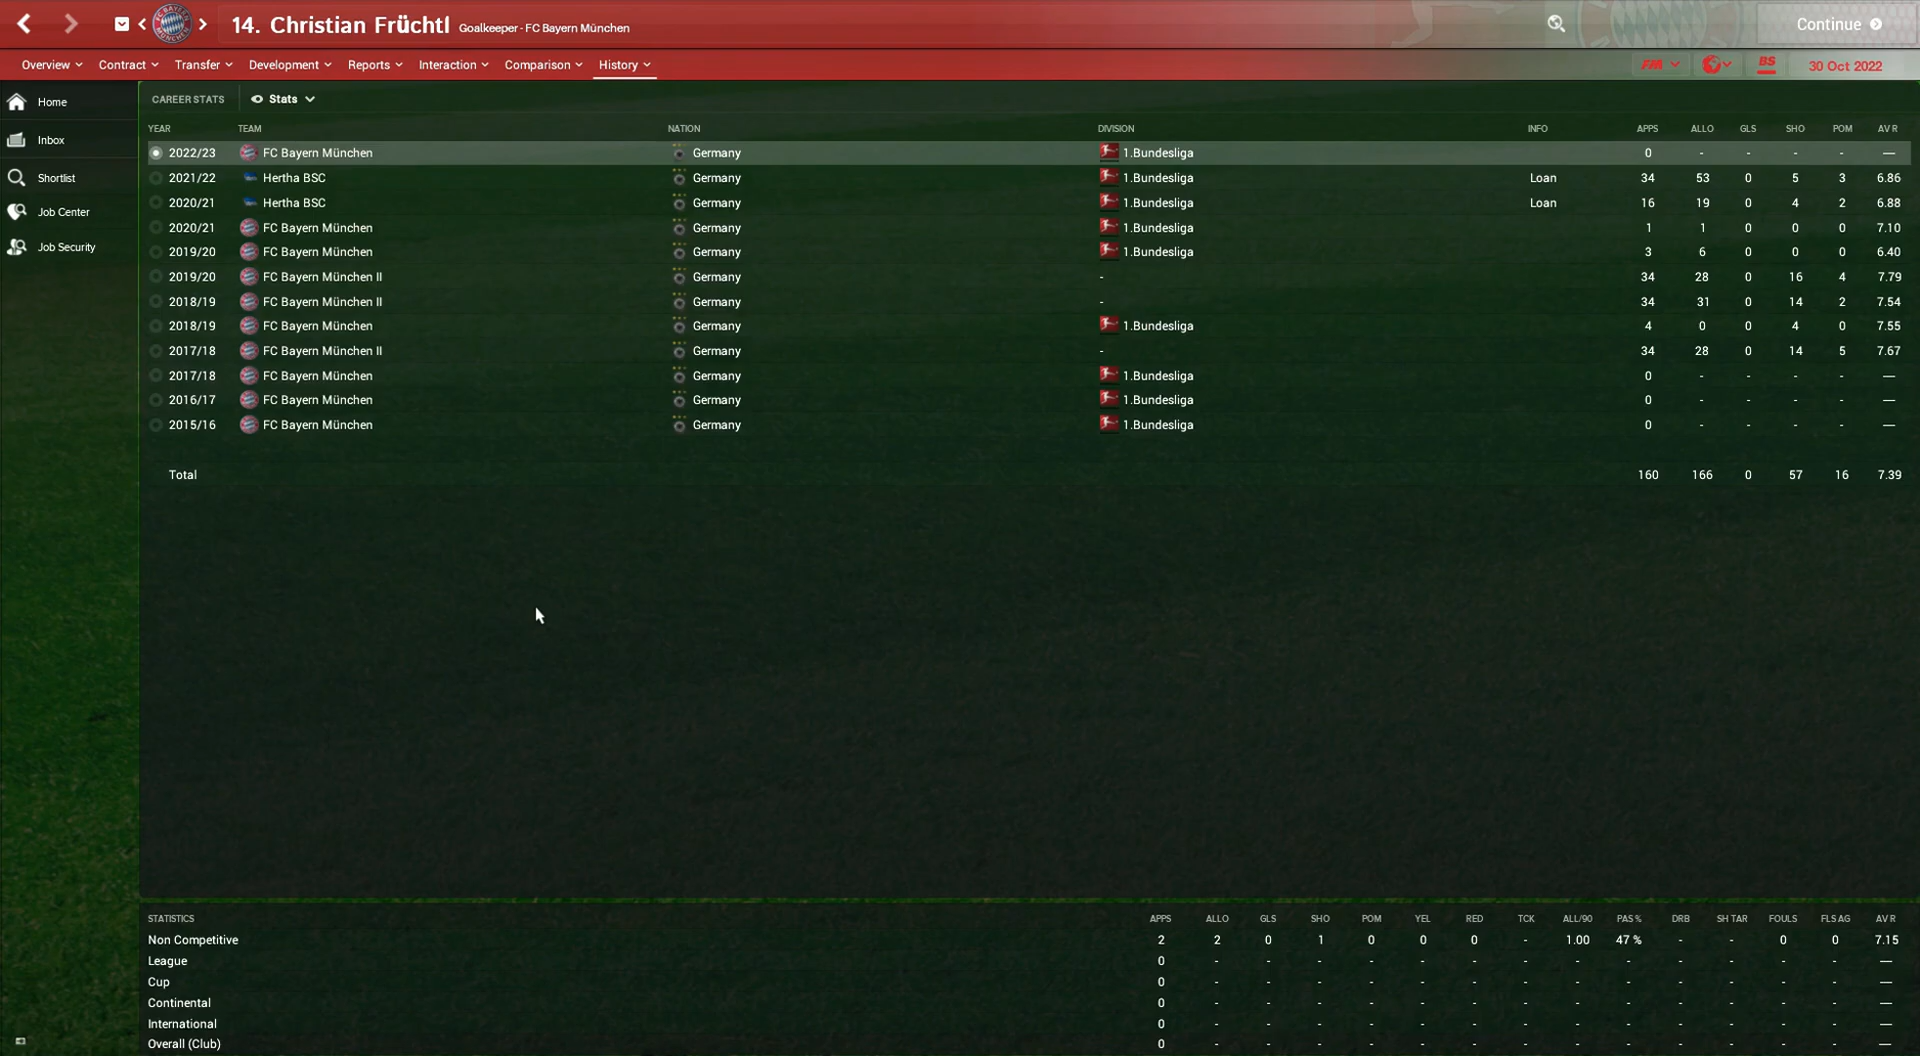 14. Christian Früchtl Goalkeeper - FC Bayern München Continue
Overview Contract Transfer Development Reports Interaction Comparison History FM BS 30 Oct 2022
Home
Inbox
Shortlist
Job Center
Job Security
CAREER STATS Stats
YEAR TEAM NATION DIVISION INFO APPS ALLO GLS SHO POM AV R
2022/23 FC Bayern München Germany 1.Bundesliga 0 - - - - —
2021/22 Hertha BSC Germany 1.Bundesliga Loan 34 53 0 5 3 6.86
2020/21 Hertha BSC Germany 1.Bundesliga Loan 16 19 0 4 2 6.88
2020/21 FC Bayern München Germany 1.Bundesliga 1 1 0 0 0 7.10
2019/20 FC Bayern München Germany 1.Bundesliga 3 6 0 0 0 6.40
2019/20 FC Bayern München II Germany - 34 28 0 16 4 7.79
2018/19 FC Bayern München II Germany - 34 31 0 14 2 7.54
2018/19 FC Bayern München Germany 1.Bundesliga 4 0 0 4 0 7.55
2017/18 FC Bayern München II Germany - 34 28 0 14 5 7.67
2017/18 FC Bayern München Germany 1.Bundesliga 0 - - - - —
2016/17 FC Bayern München Germany 1.Bundesliga 0 - - - - —
2015/16 FC Bayern München Germany 1.Bundesliga 0 - - - - —
Total 160 166 0 57 16 7.39
STATISTICS APPS ALLO GLS SHO POM YEL RED TCK ALL/90 PAS % DRB SH TAR FOULS FLS AG AV R
Non Competitive 2 2 0 1 0 0 0 - 1.00 47 % - - 0 0 7.15
League 0 - - - - - - - - - - - - - —
Cup 0 - - - - - - - - - - - - - —
Continental 0 - - - - - - - - - - - - - —
International 0 - - - - - - - - - - - - - —
Overall (Club) 0 - - - - - - - - - - - - - —